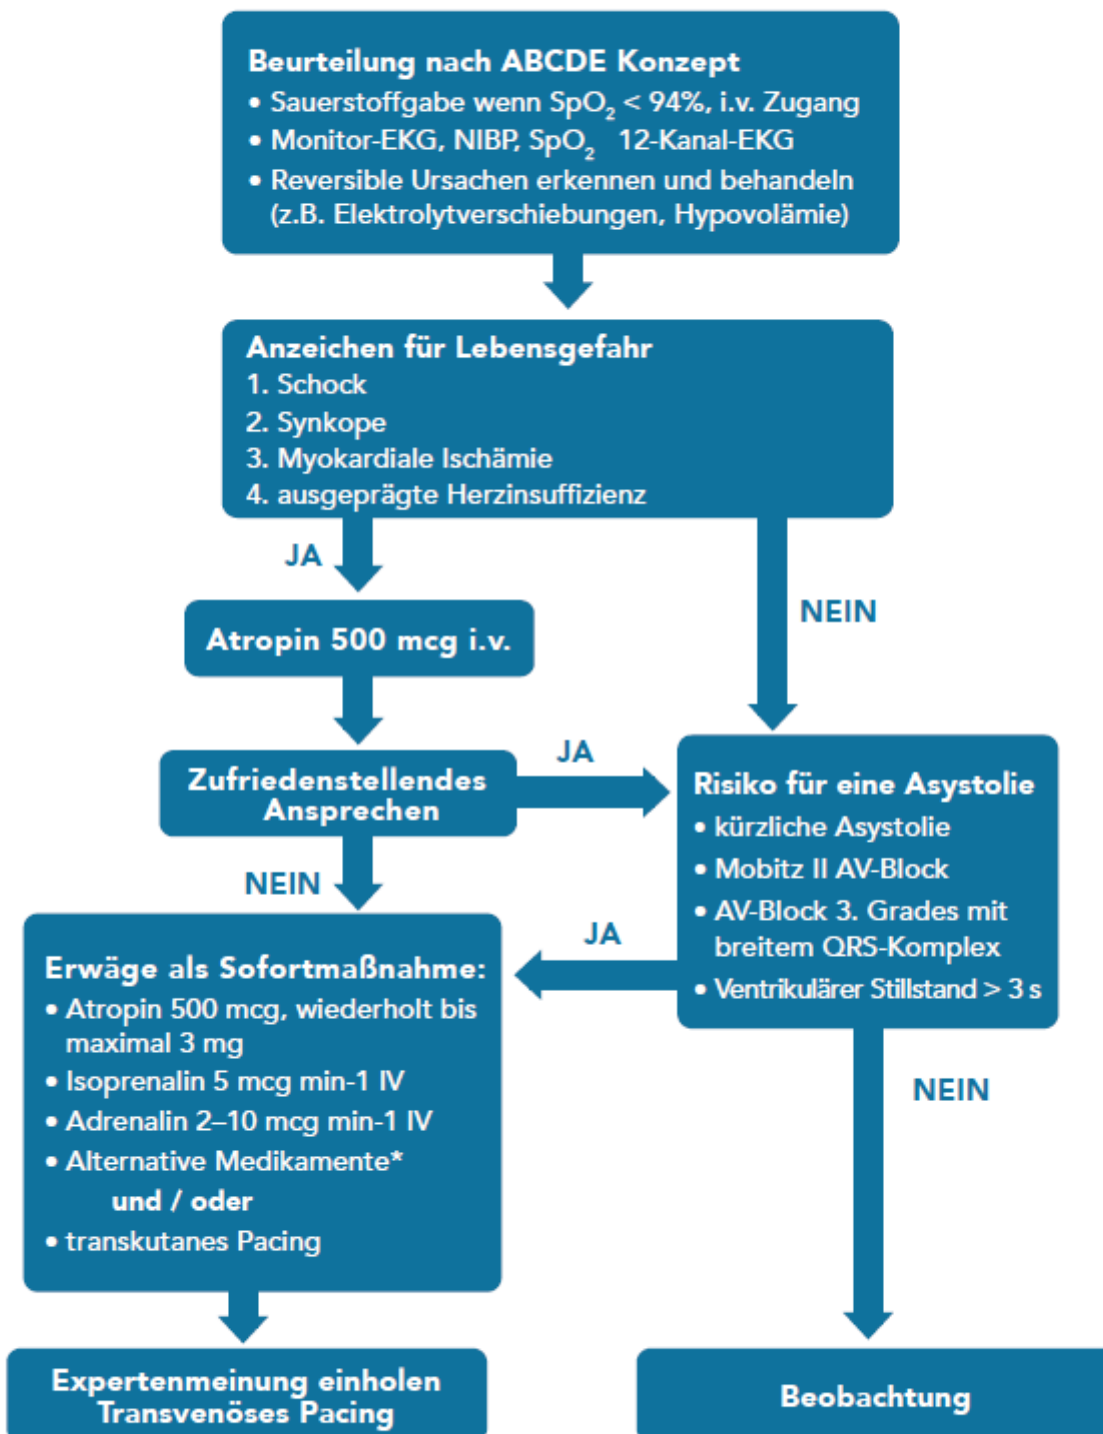 Beurteilung nach ABCDE Konzept
• Sauerstoffgabe wenn SpO₂ < 94%, i.v. Zugang
• Monitor-EKG, NIBP, SpO₂ 12-Kanal-EKG
• Reversible Ursachen erkennen und behandeln
(z.B. Elektrolytverschiebungen, Hypovolämie)
Anzeichen für Lebensgefahr
1. Schock
2. Synkope
3. Myokardiale Ischämie
4. ausgeprägte Herzinsuffizienz
JA
NEIN
Atropin 500 mcg i.v.
Zufriedenstellendes
Ansprechen
JA
NEIN
Risiko für eine Asystolie
• kürzliche Asystolie
• Mobitz II AV-Block
• AV-Block 3. Grades mit
breitem QRS-Komplex
• Ventrikulärer Stillstand > 3 s
JA
NEIN
Erwäge als Sofortmaßnahme:
• Atropin 500 mcg, wiederholt bis
maximal 3 mg
• Isoprenalin 5 mcg min-1 IV
• Adrenalin 2–10 mcg min-1 IV
• Alternative Medikamente*
und / oder
• transkutanes Pacing
Expertenmeinung einholen
Transvenöses Pacing
Beobachtung